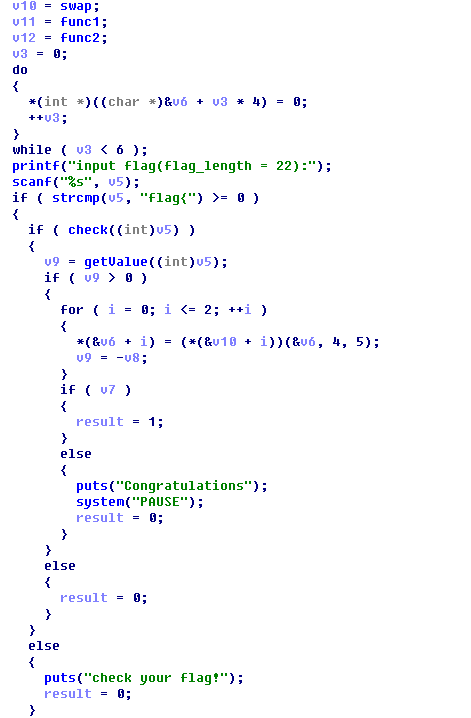 v10 = swap;
v11 = func1;
v12 = func2;
v3 = 0;
do
{
*(int *)((char *)&v6 + v3 * 4) = 0;
++v3;
}
while ( v3 < 6 );
printf("input flag(flag_length = 22):");
scanf("%s", v5);
if ( strcmp(v5, "flag{") >= 0 )
{
if ( check((int)v5) )
{
v9 = getValue((int)v5);
if ( v9 > 0 )
{
for ( i = 0; i <= 2; ++i )
{
*(&v6 + i) = (*(&v10 + i))(&v6, 4, 5);
v9 = -v8;
}
if ( v7 )
{
result = 1;
}
else
{
puts("Congratulations");
system("PAUSE");
result = 0;
}
}
else
{
result = 0;
}
}
else
{
puts("check your flag!");
result = 0;
}